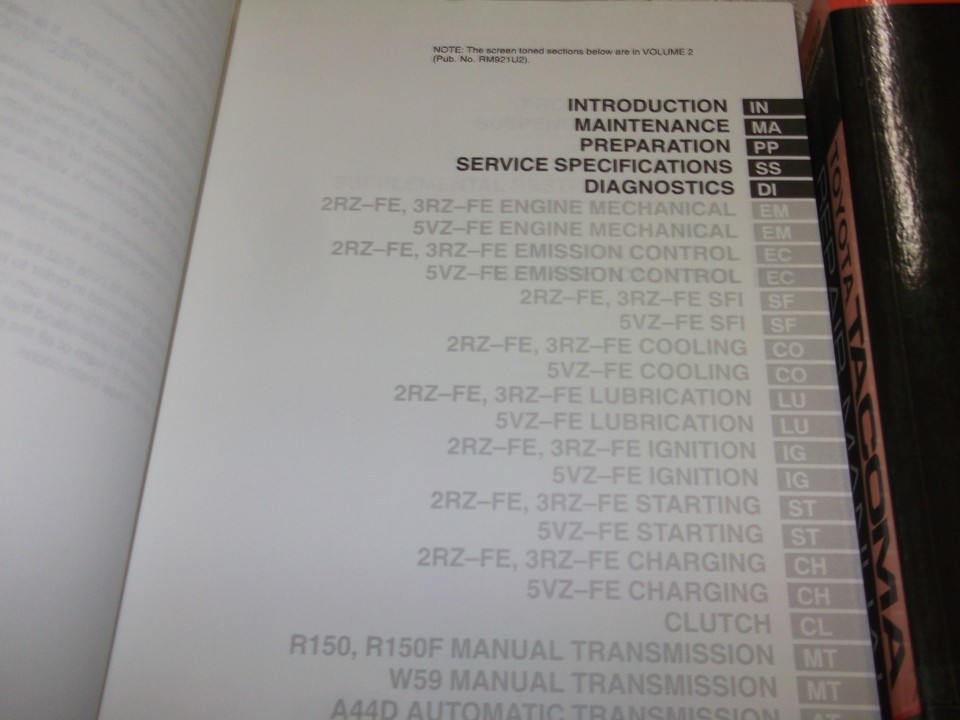 NOTE: The screen toned sections below are in VOLUME 2
(Pub. No. RM921U2).
INTRODUCTION IN
MAINTENANCE MA
PREPARATION PP
SERVICE SPECIFICATIONS SS
DIAGNOSTICS DI
2RZ–FE, 3RZ–FE ENGINE MECHANICAL EM
5VZ–FE ENGINE MECHANICAL EM
2RZ–FE, 3RZ–FE EMISSION CONTROL EC
5VZ–FE EMISSION CONTROL EC
2RZ–FE, 3RZ–FE SFI SF
5VZ–FE SFI SF
2RZ–FE, 3RZ–FE COOLING CO
5VZ–FE COOLING CO
2RZ–FE, 3RZ–FE LUBRICATION LU
5VZ–FE LUBRICATION LU
2RZ–FE, 3RZ–FE IGNITION IG
5VZ–FE IGNITION IG
2RZ–FE, 3RZ–FE STARTING ST
5VZ–FE STARTING ST
2RZ–FE, 3RZ–FE CHARGING CH
5VZ–FE CHARGING CH
CLUTCH CL
R150, R150F MANUAL TRANSMISSION MT
W59 MANUAL TRANSMISSION MT
A44D AUTOMATIC TRANSMISSION
TOYOTA TACOMA
REPAIR MANUAL